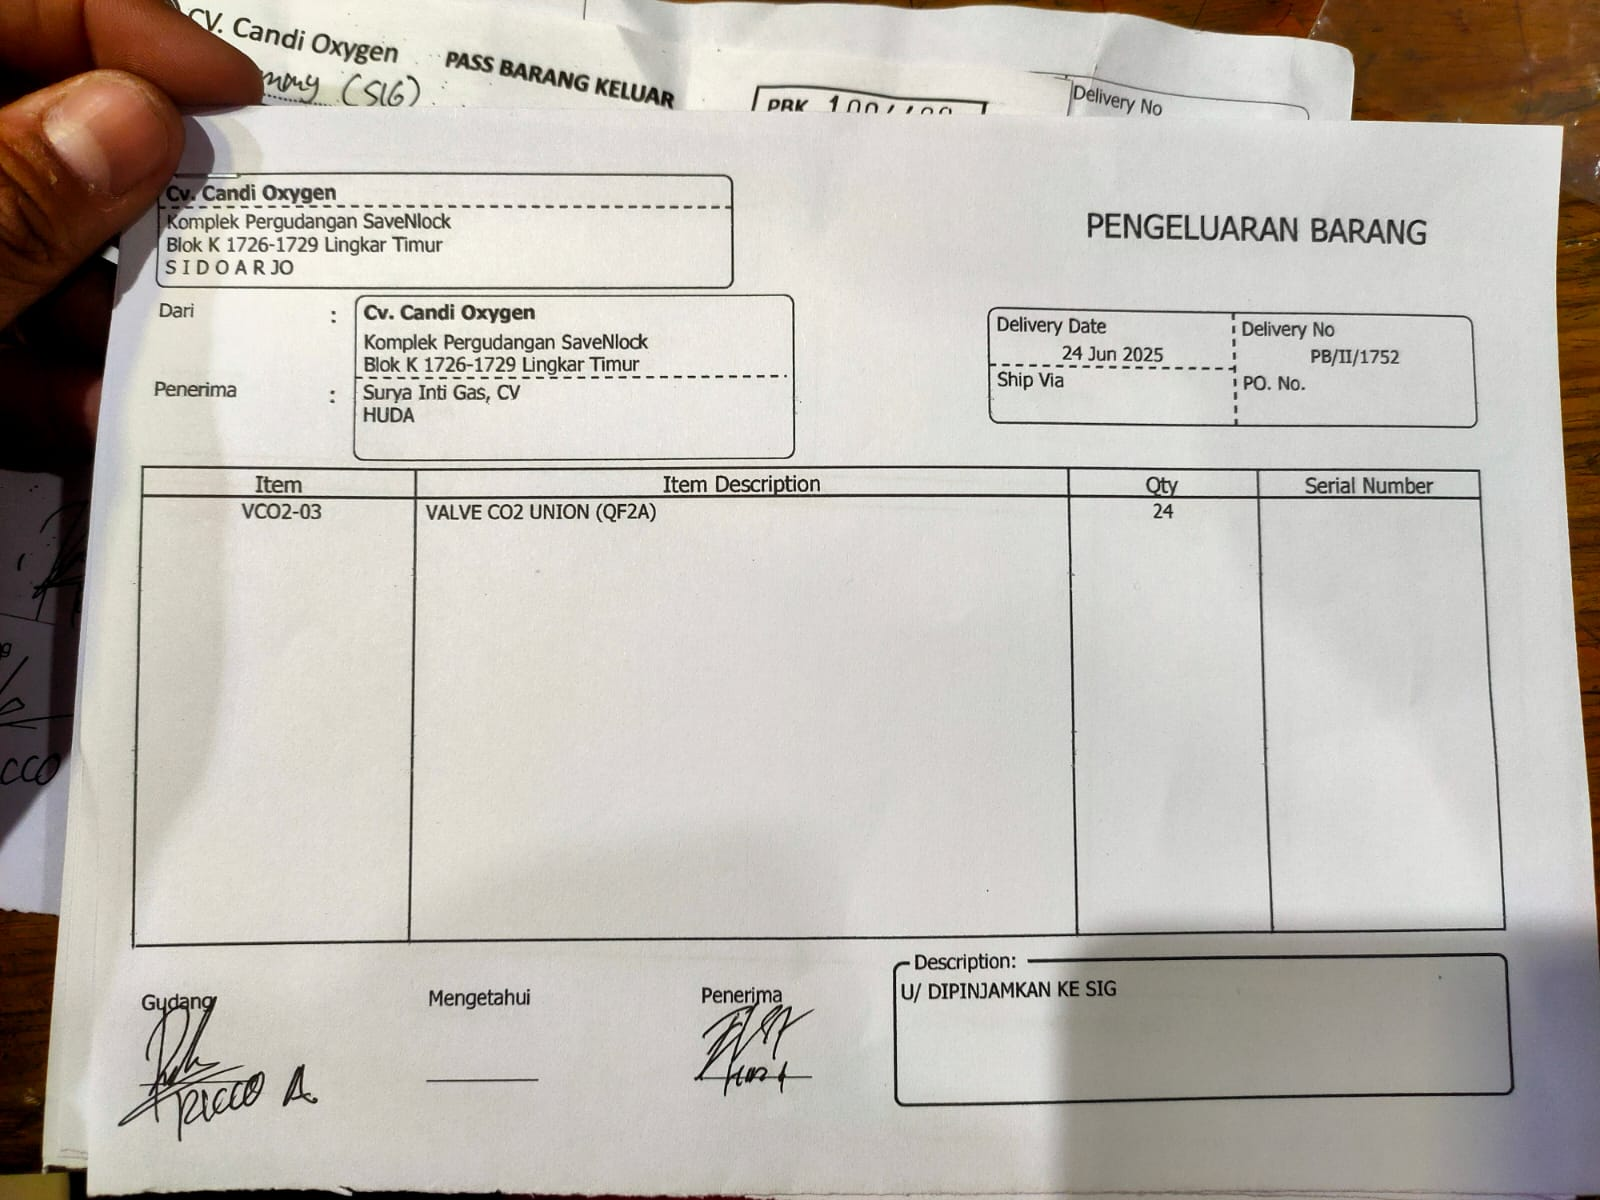 CV. Candi Oxygen
PASS BARANG KELUAR
(SIG)
PBK
Delivery No
Cv. Candi Oxygen
Komplek Pergudangan SaveNlock
Blok K 1726-1729 Lingkar Timur
S I D O A R JO
PENGELUARAN BARANG
Dari :
Cv. Candi Oxygen
Komplek Pergudangan SaveNlock
Blok K 1726-1729 Lingkar Timur
Penerima :
Surya Inti Gas, CV
HUDA
Delivery Date
24 Jun 2025
Delivery No
PB/II/1752
Ship Via
PO. No.
Item Item Description Qty Serial Number
VCO2-03 VALVE CO2 UNION (QF2A) 24
Gudang Mengetahui Penerima
RICCO A.
Description:
U/ DIPINJAMKAN KE SIG